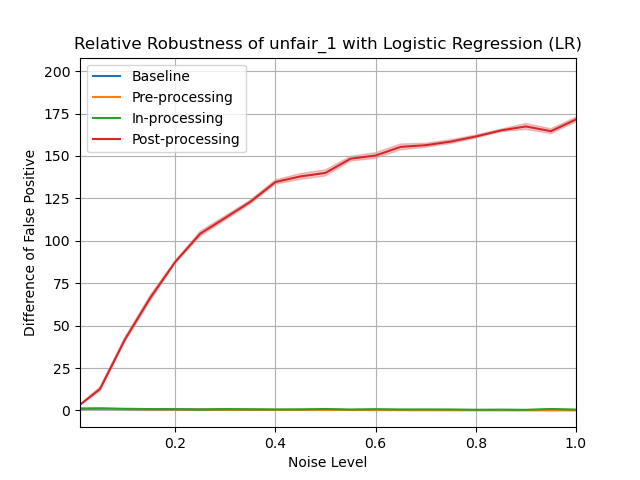 Relative Robustness of unfair_1 with Logistic Regression (LR)
Baseline
Pre-processing
In-processing
Post-processing
Difference of False Positive
200
175
150
125
100
75
50
25
0
0.2
0.4
0.6
0.8
1.0
Noise Level